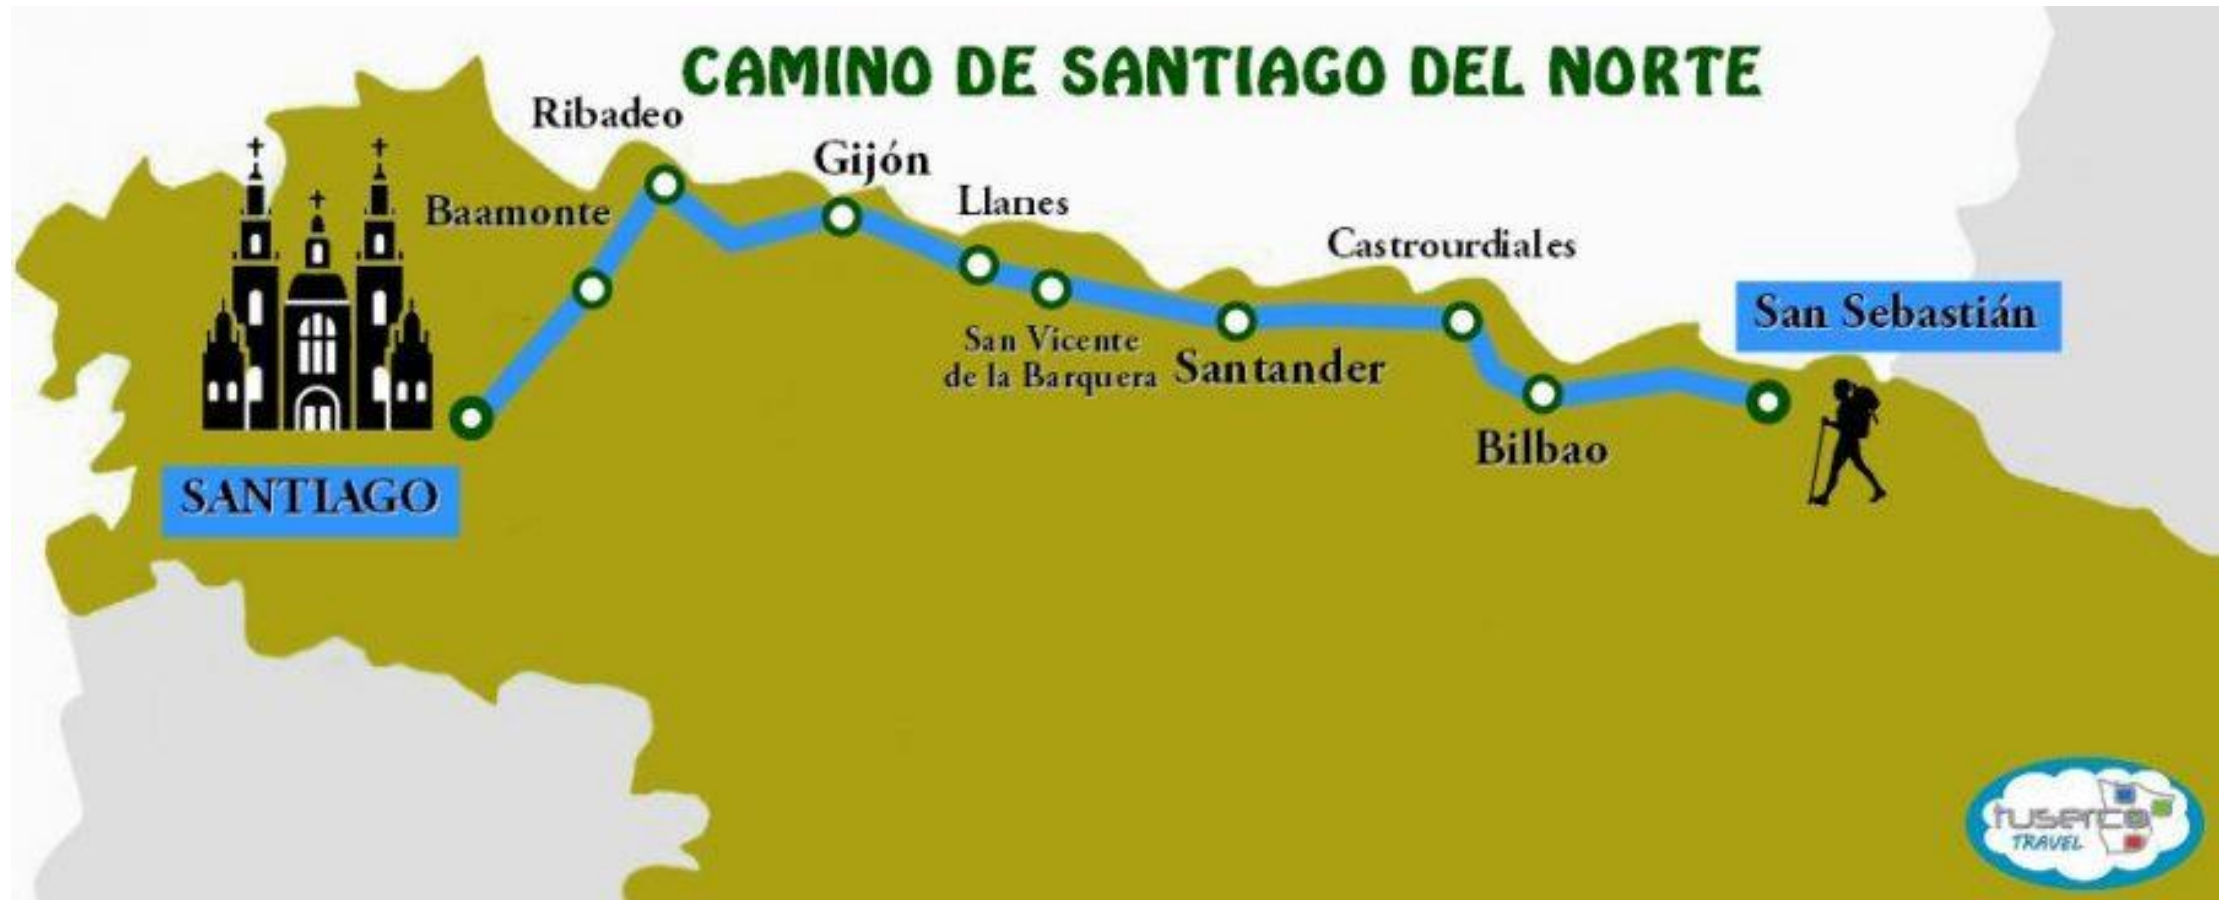 CAMINO DE SANTIAGO DEL NORTE
Ribadeo
Gijón
Baamonte
Llanes
Castrourdiales
San Sebastián
San Vicente
de la Barquera
Santander
Bilbao
SANTIAGO
tuserco
TRAVEL